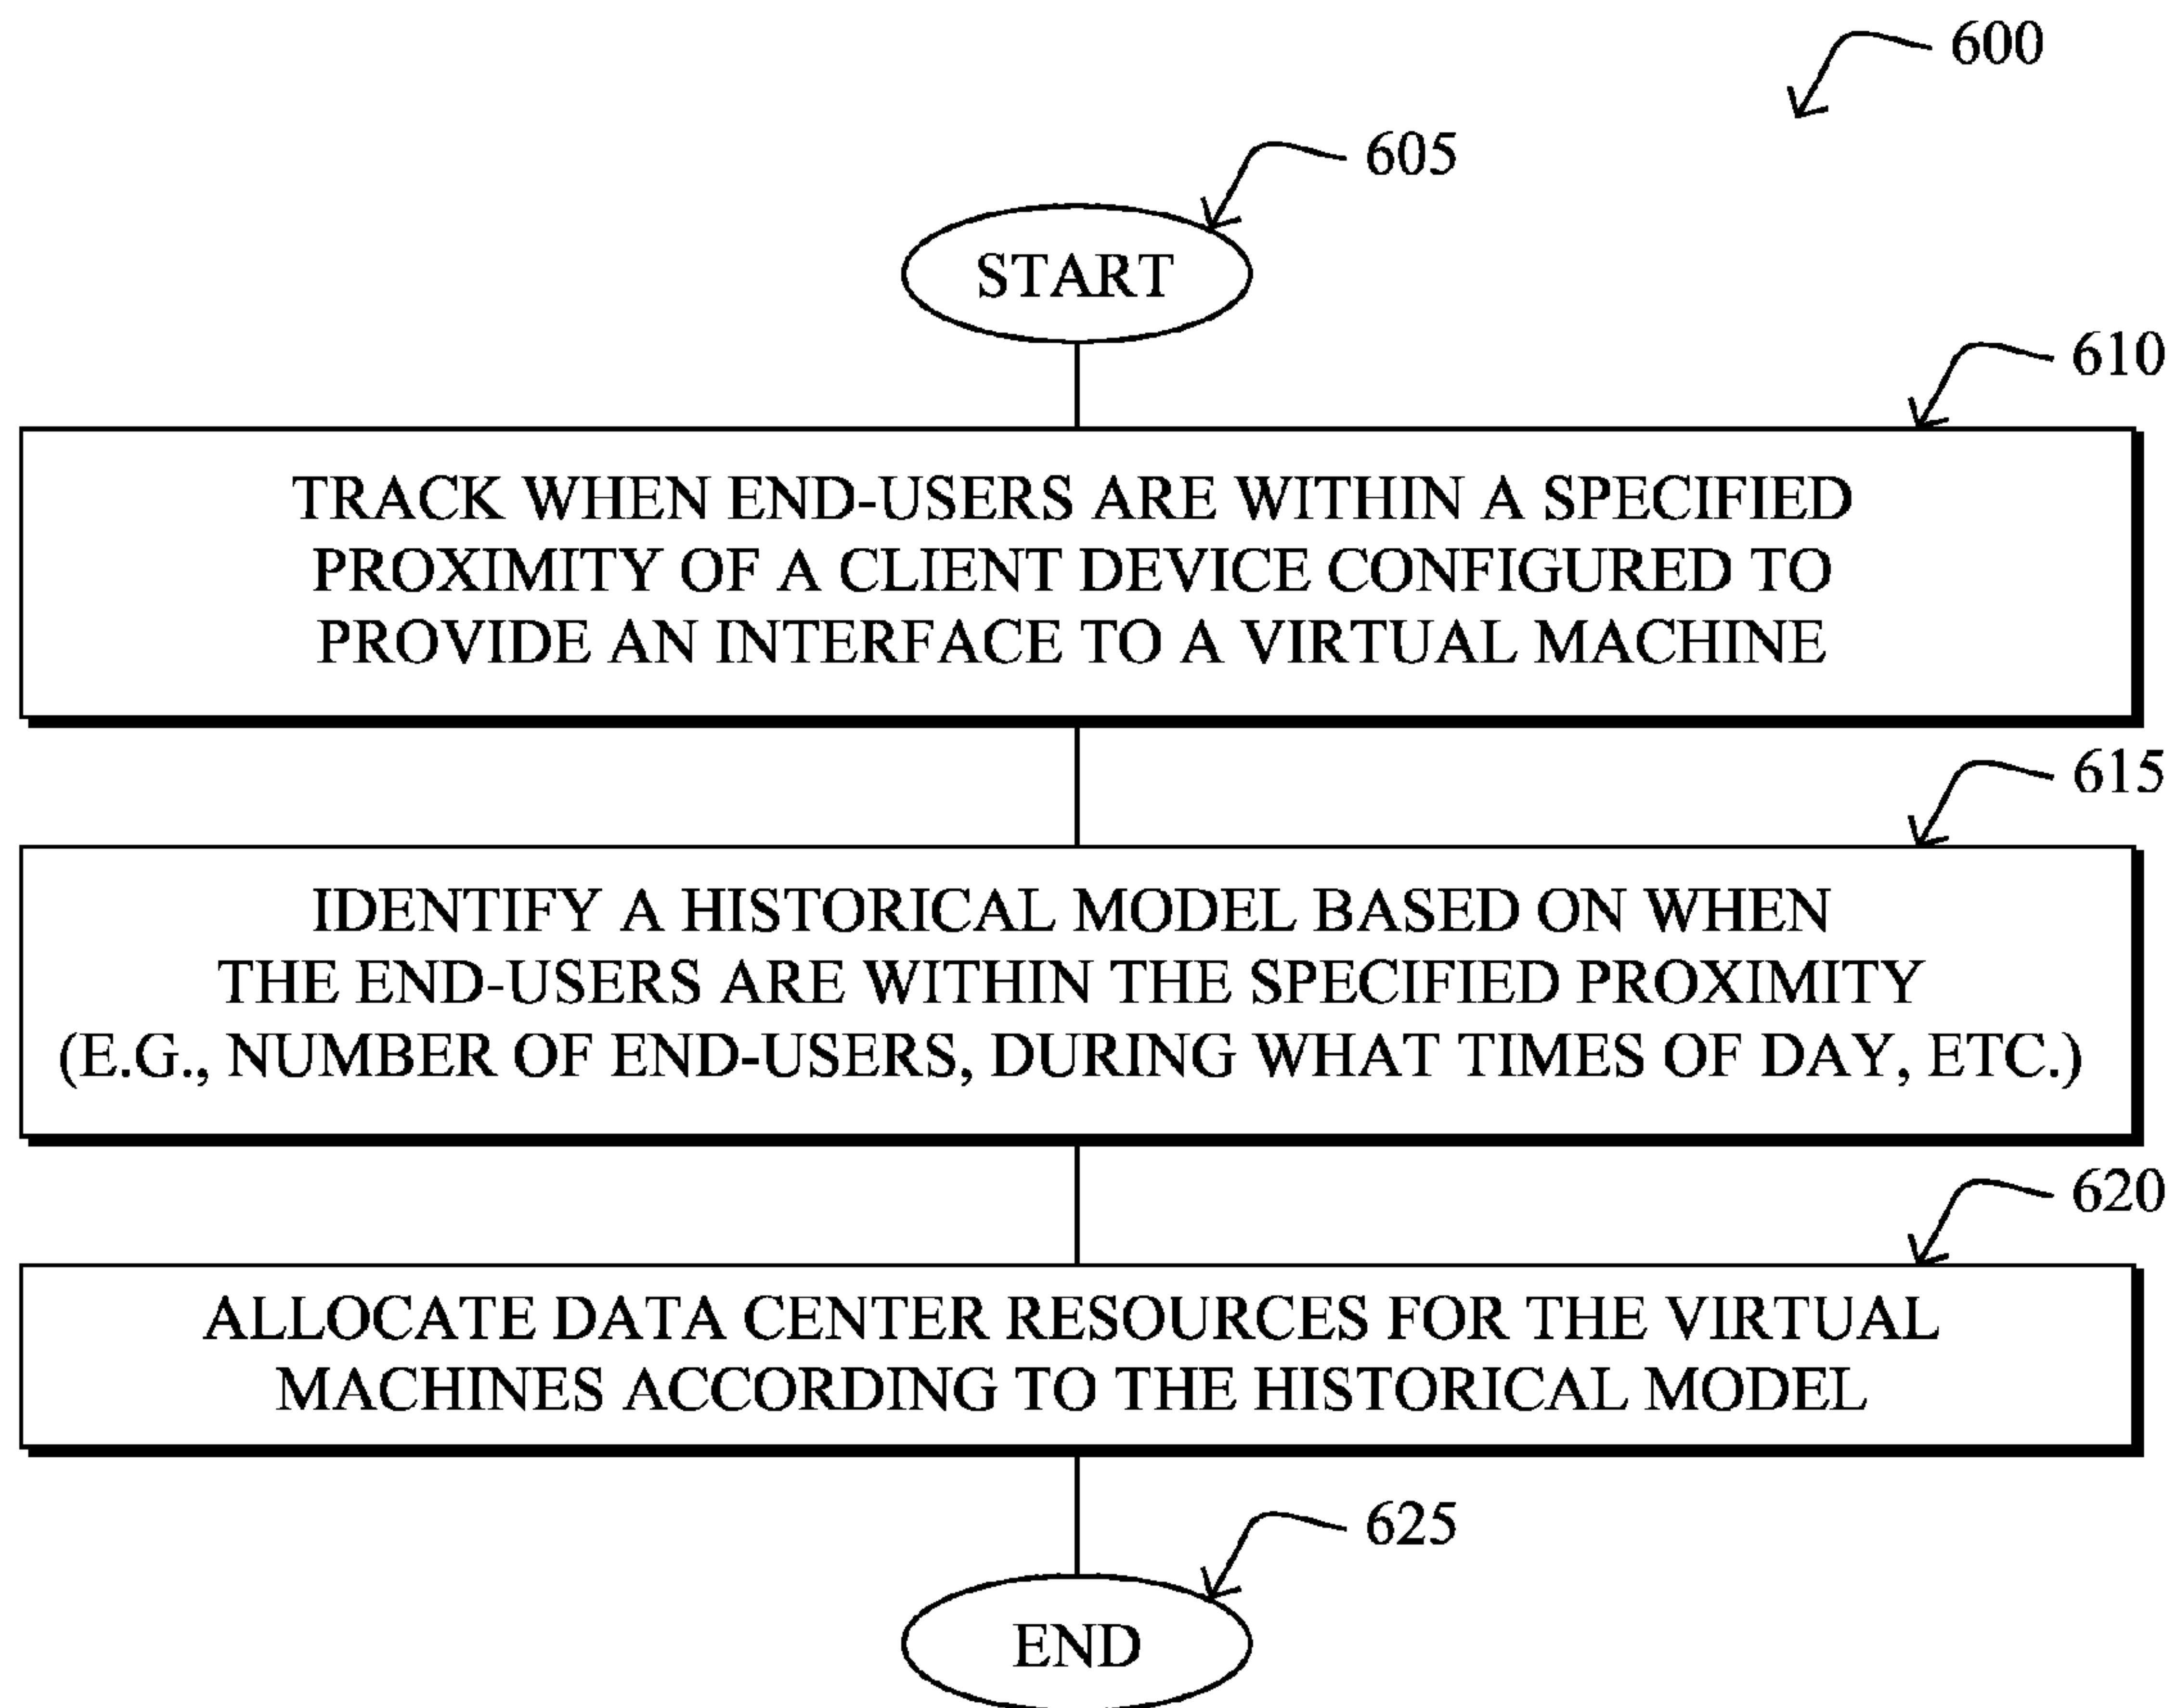 600
605
START
610
TRACK WHEN END-USERS ARE WITHIN A SPECIFIED
PROXIMITY OF A CLIENT DEVICE CONFIGURED TO
PROVIDE AN INTERFACE TO A VIRTUAL MACHINE
615
IDENTIFY A HISTORICAL MODEL BASED ON WHEN
THE END-USERS ARE WITHIN THE SPECIFIED PROXIMITY
(E.G., NUMBER OF END-USERS, DURING WHAT TIMES OF DAY, ETC.)
620
ALLOCATE DATA CENTER RESOURCES FOR THE VIRTUAL
MACHINES ACCORDING TO THE HISTORICAL MODEL
625
END